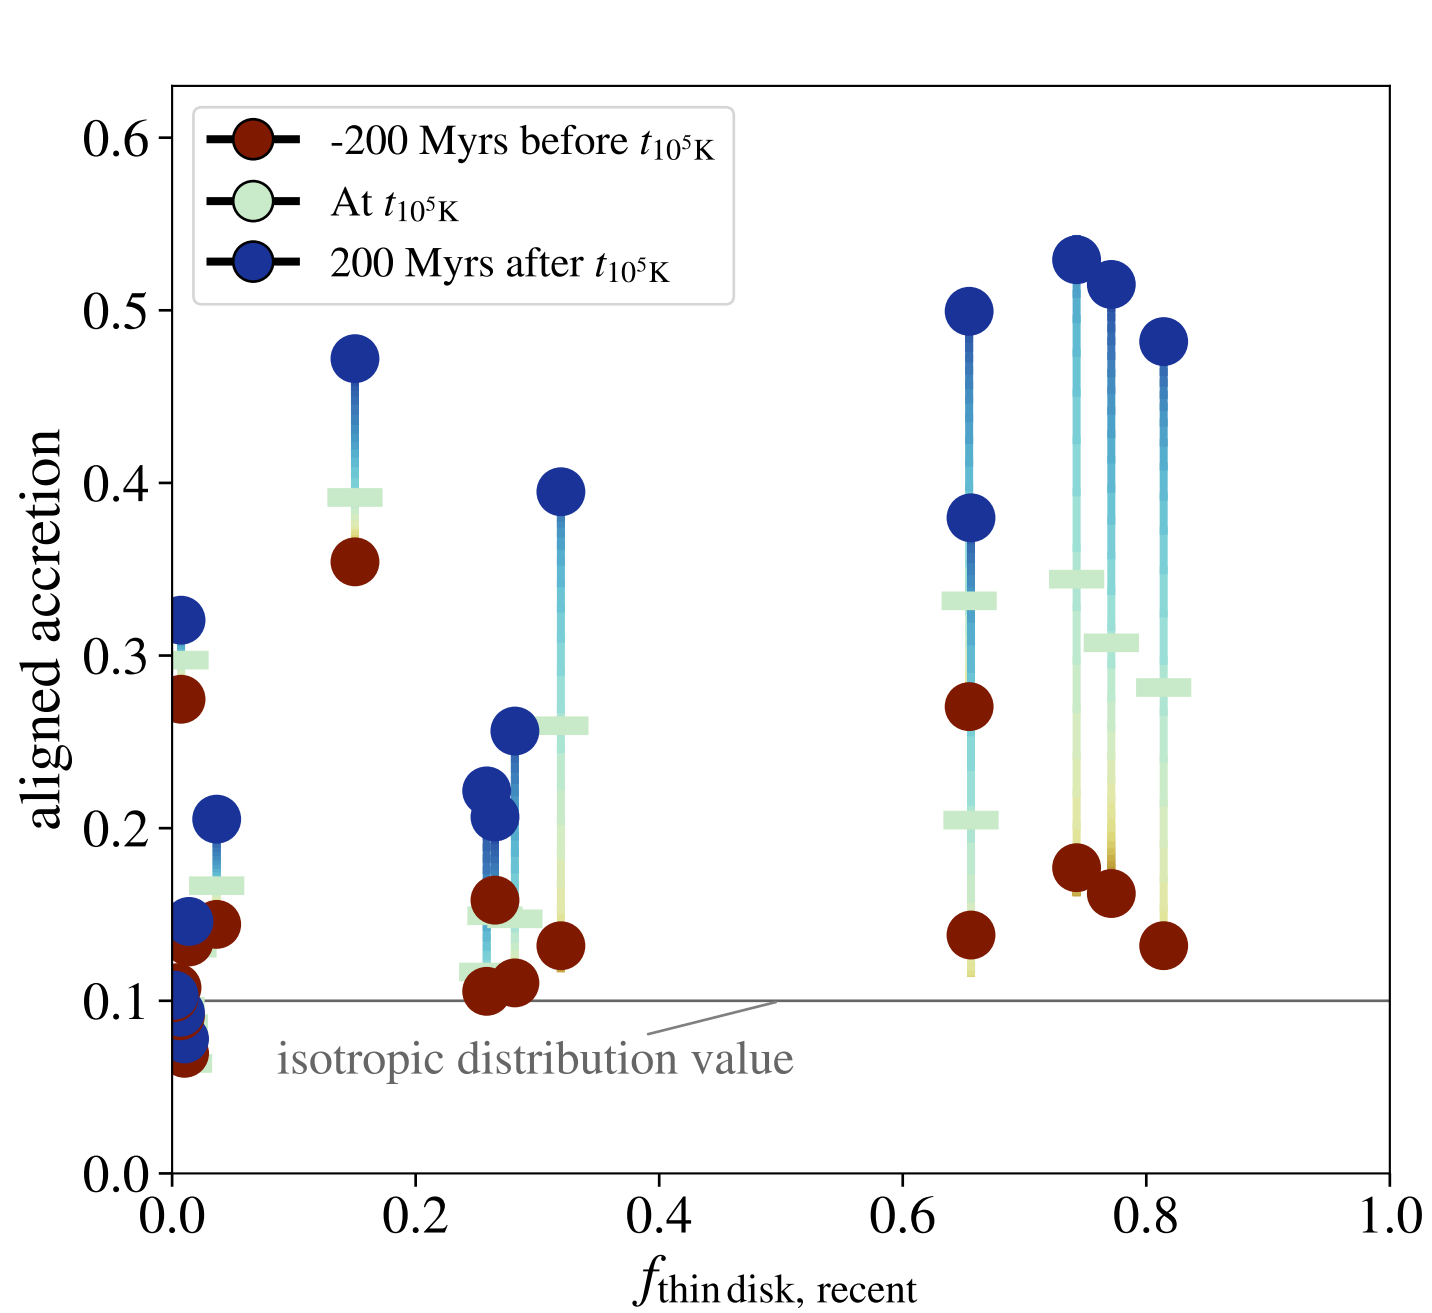 -200 Myrs before t10⁵K
At t10⁵K
200 Myrs after t10⁵K
0.6
0.5
0.4
0.3
0.2
0.1
0.0
aligned accretion
isotropic distribution value
0.0 0.2 0.4 0.6 0.8 1.0
fthin disk, recent